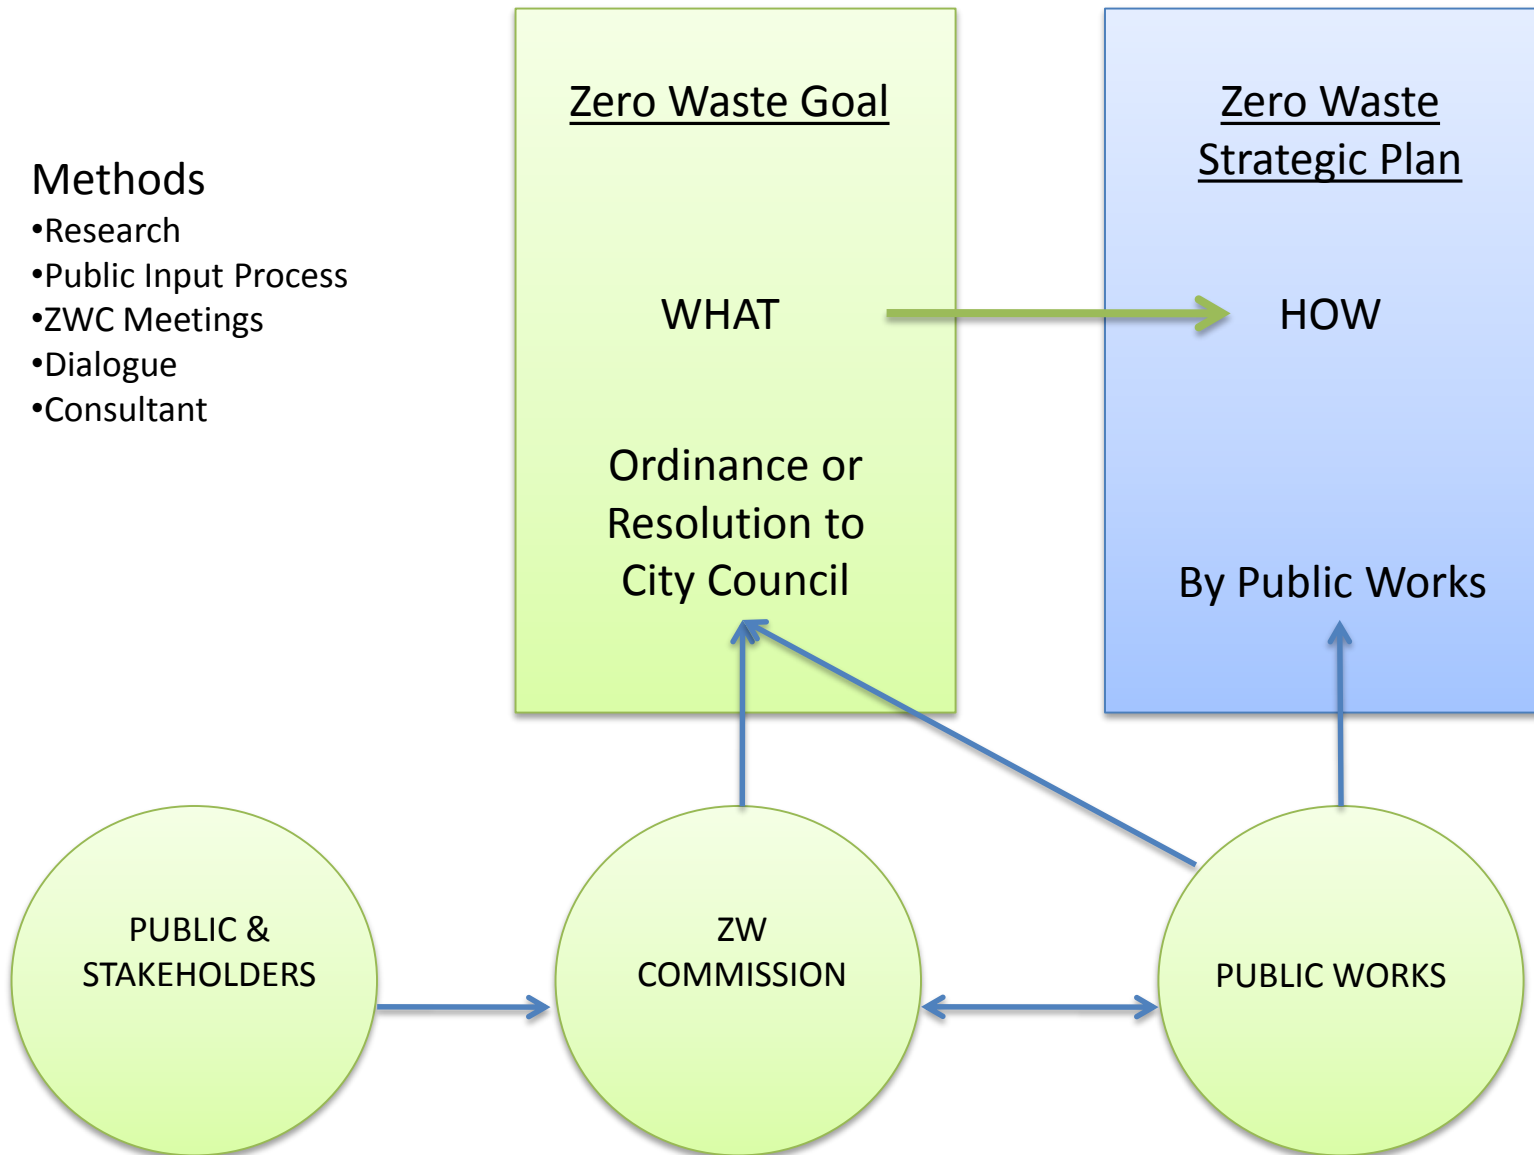 Methods
•Research
•Public Input Process
•ZWC Meetings
•Dialogue
•Consultant
Zero Waste Goal
WHAT
Ordinance or
Resolution to
City Council
Zero Waste
Strategic Plan
HOW
By Public Works
PUBLIC &
STAKEHOLDERS
ZW
COMMISSION
PUBLIC WORKS